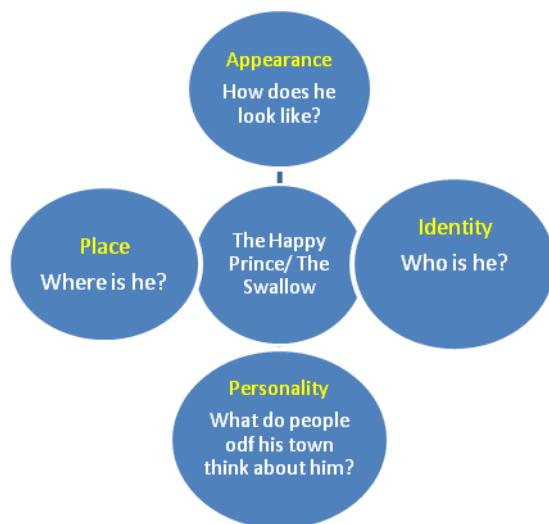 Appearance
How does he
look like?
Place
Where is he?
The Happy
Prince/ The
Swallow
Identity
Who is he?
Personality
What do people
odf his town
think about him?